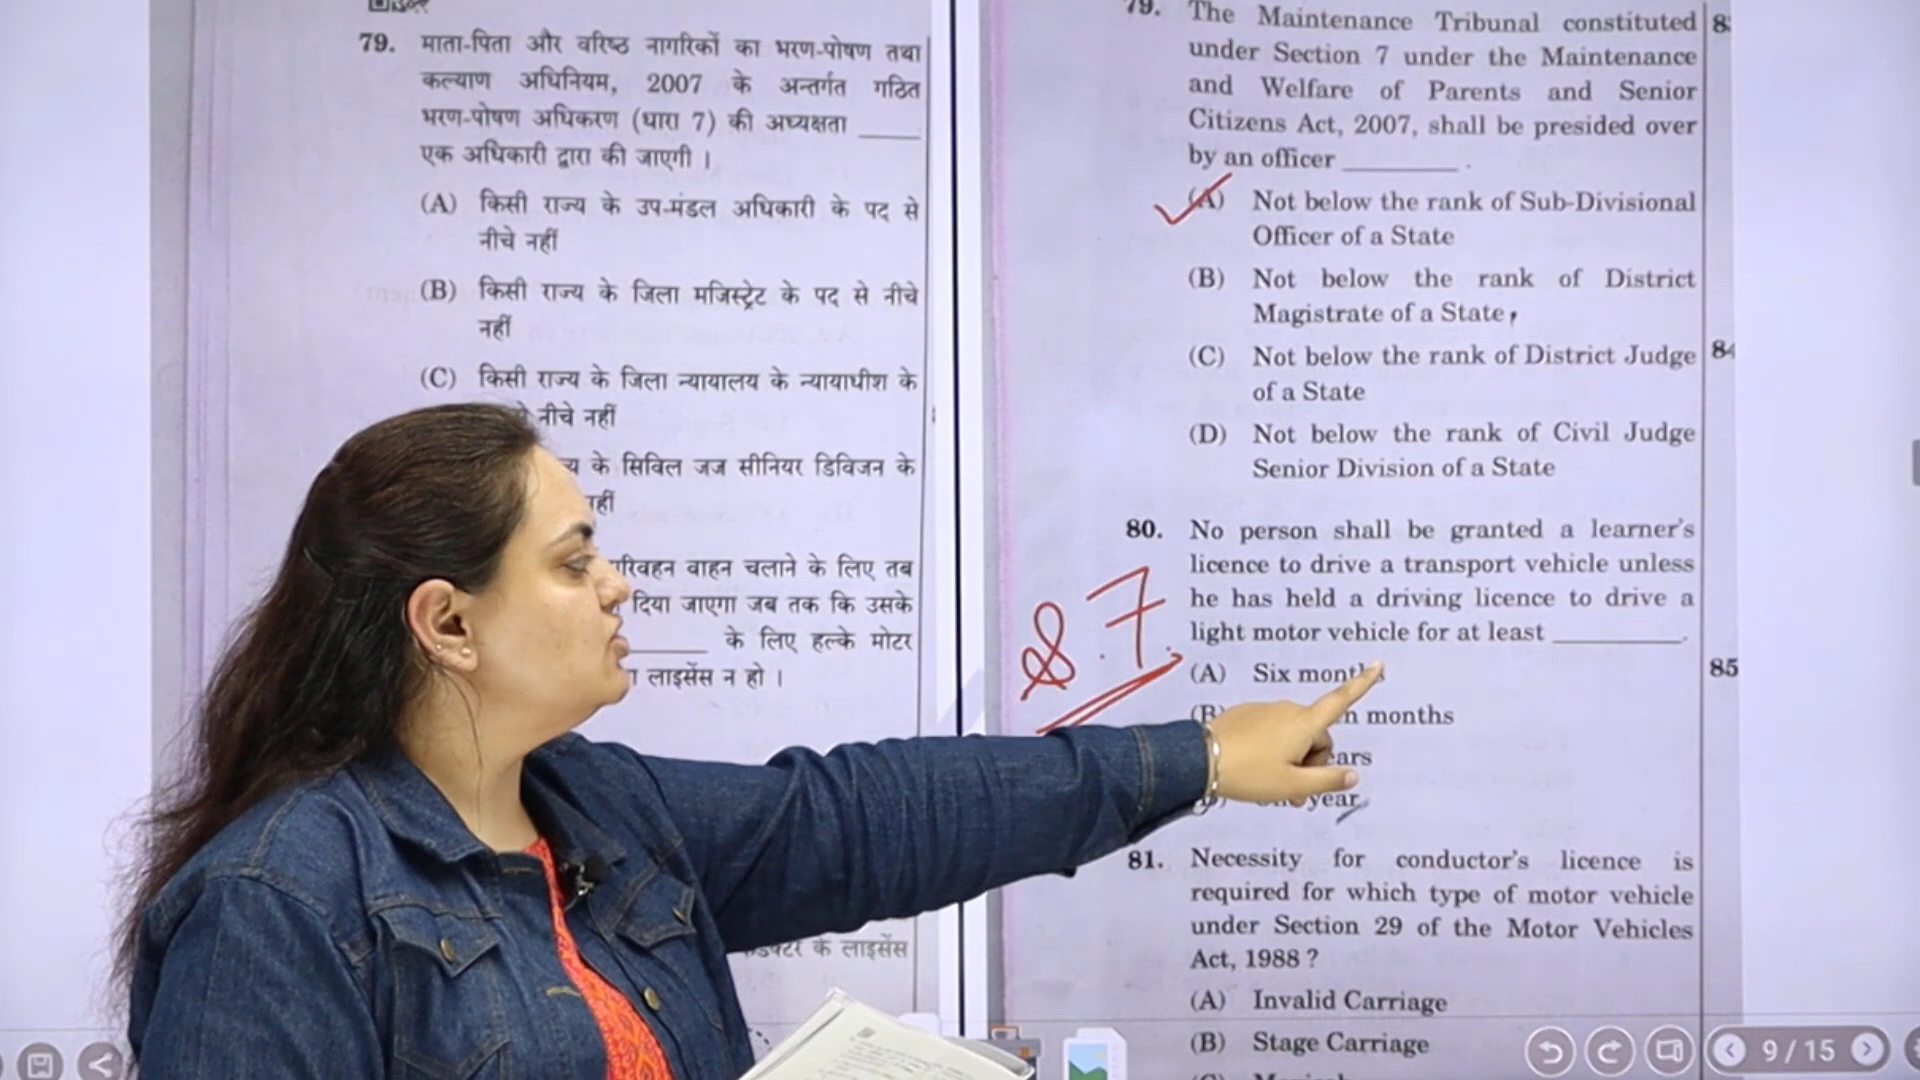 79. माता-पिता और वरिष्ठ नागरिकों का भरण-पोषण तथा
कल्याण अधिनियम, 2007 के अन्तर्गत गठित
भरण-पोषण अधिकरण (धारा 7) की अध्यक्षता ______
एक अधिकारी द्वारा की जाएगी ।
(A) किसी राज्य के उप-मंडल अधिकारी के पद से
नीचे नहीं
(B) किसी राज्य के जिला मजिस्ट्रेट के पद से नीचे
नहीं
(C) किसी राज्य के जिला न्यायालय के न्यायाधीश के
नीचे नहीं
के सिविल जज सीनियर डिविजन के
वाहन चलाने के लिए तब
दिया जाएगा जब तक कि उसके
______ के लिए हल्के मोटर
लाइसेंस न हो ।
के लाइसेंस
79. The Maintenance Tribunal constituted
under Section 7 under the Maintenance
and Welfare of Parents and Senior
Citizens Act, 2007, shall be presided over
by an officer ________ .
(A) Not below the rank of Sub-Divisional
Officer of a State
(B) Not below the rank of District
Magistrate of a State
(C) Not below the rank of District Judge
of a State
(D) Not below the rank of Civil Judge
Senior Division of a State
80. No person shall be granted a learner's
licence to drive a transport vehicle unless
he has held a driving licence to drive a
light motor vehicle for at least ________.
S.7.
(A) Six months
months
year
81. Necessity for conductor's licence is
required for which type of motor vehicle
under Section 29 of the Motor Vehicles
Act, 1988 ?
(A) Invalid Carriage
(B) Stage Carriage
85
9/15